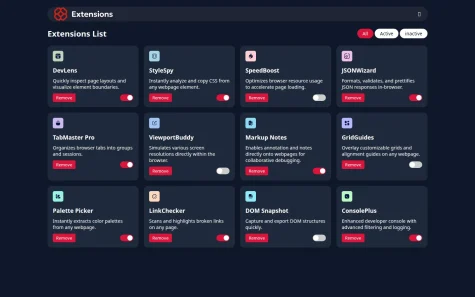 Extensions
Extensions List
All
Active
Inactive
DevLens
Quickly inspect page layouts and
visualize element boundaries.
Remove
StyleSpy
Instantly analyze and copy CSS from
any webpage element.
Remove
SpeedBoost
Optimizes browser resource usage
to accelerate page loading.
Remove
JSONWizard
Formats, validates, and prettifies
JSON responses in-browser.
Remove
TabMaster Pro
Organizes browser tabs into groups
and sessions.
Remove
ViewportBuddy
Simulates various screen
resolutions directly within the
browser.
Remove
Markup Notes
Enables annotation and notes
directly onto webpages for
collaborative debugging.
Remove
GridGuides
Overlay customizable grids and
alignment guides on any webpage.
Remove
Palette Picker
Instantly extracts color palettes
from any webpage.
Remove
LinkChecker
Scans and highlights broken links
on any page.
Remove
DOM Snapshot
Capture and export DOM structures
quickly.
Remove
ConsolePlus
Enhanced developer console with
advanced filtering and logging.
Remove